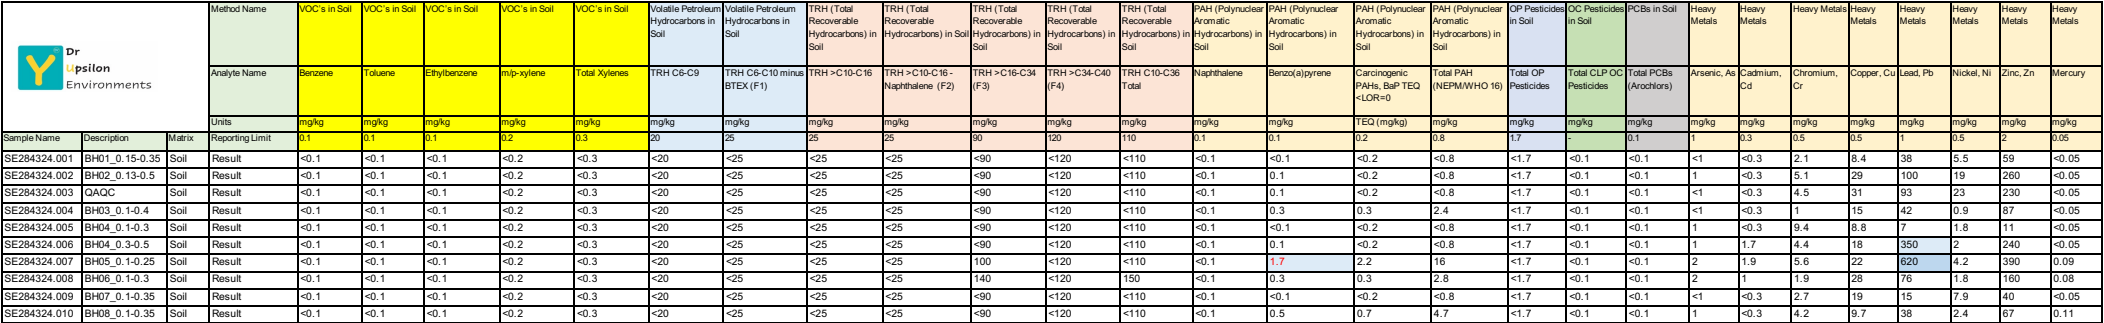 Dr
Upsilon
Environments
Method Name VOC's in Soil VOC's in Soil VOC's in Soil VOC's in Soil VOC's in Soil Volatile Petroleum Hydrocarbons in Soil Volatile Petroleum Hydrocarbons in Soil TRH (Total Recoverable Hydrocarbons) in Soil TRH (Total Recoverable Hydrocarbons) in Soil TRH (Total Recoverable Hydrocarbons) in Soil TRH (Total Recoverable Hydrocarbons) in Soil TRH (Total Recoverable Hydrocarbons) in Soil PAH (Polynuclear Aromatic Hydrocarbons) in Soil PAH (Polynuclear Aromatic Hydrocarbons) in Soil PAH (Polynuclear Aromatic Hydrocarbons) in Soil PAH (Polynuclear Aromatic Hydrocarbons) in Soil OP Pesticides in Soil OC Pesticides in Soil PCBs in Soil Heavy Metals Heavy Metals Heavy Metals Heavy Metals Heavy Metals Heavy Metals Heavy Metals Heavy Metals
Analyte Name Benzene Toluene Ethylbenzene m/p-xylene Total Xylenes TRH C6-C9 TRH C6-C10 minus BTEX (F1) TRH >C10-C16 TRH >C10-C16 - Naphthalene (F2) TRH >C16-C34 (F3) TRH >C34-C40 (F4) TRH C10-C36 Total Naphthalene Benzo(a)pyrene Carcinogenic PAHs, BaP TEQ <LOR=0 Total PAH (NEPM/WHO 16) Total OP Pesticides Total CLP OC Pesticides Total PCBs (Arochlors) Arsenic, As Cadmium, Cd Chromium, Cr Copper, Cu Lead, Pb Nickel, Ni Zinc, Zn Mercury
Units mg/kg mg/kg mg/kg mg/kg mg/kg mg/kg mg/kg mg/kg mg/kg mg/kg mg/kg mg/kg mg/kg mg/kg TEQ (mg/kg) mg/kg mg/kg mg/kg mg/kg mg/kg mg/kg mg/kg mg/kg mg/kg mg/kg mg/kg mg/kg
Sample Name Description Matrix Reporting Limit 0.1 0.1 0.1 0.2 0.3 20 25 25 25 90 120 110 0.1 0.1 0.2 0.8 1.7 - 0.1 1 0.3 0.5 0.5 1 0.5 2 0.05
SE284324.001 BH01_0.15-0.35 Soil Result <0.1 <0.1 <0.1 <0.2 <0.3 <20 <25 <25 <25 <90 <120 <110 <0.1 <0.1 <0.2 <0.8 <1.7 <0.1 <0.1 <1 <0.3 2.1 8.4 38 5.5 59 <0.05
SE284324.002 BH02_0.13-0.5 Soil Result <0.1 <0.1 <0.1 <0.2 <0.3 <20 <25 <25 <25 <90 <120 <110 <0.1 0.1 <0.2 <0.8 <1.7 <0.1 <0.1 1 <0.3 5.1 29 100 19 260 <0.05
SE284324.003 QAQC Soil Result <0.1 <0.1 <0.1 <0.2 <0.3 <20 <25 <25 <25 <90 <120 <110 <0.1 0.1 <0.2 <0.8 <1.7 <0.1 <0.1 <1 <0.3 4.5 31 93 23 230 <0.05
SE284324.004 BH03_0.1-0.4 Soil Result <0.1 <0.1 <0.1 <0.2 <0.3 <20 <25 <25 <25 <90 <120 <110 <0.1 0.3 0.3 2.4 <1.7 <0.1 <0.1 <1 <0.3 1 15 42 0.9 87 <0.05
SE284324.005 BH04_0.1-0.3 Soil Result <0.1 <0.1 <0.1 <0.2 <0.3 <20 <25 <25 <25 <90 <120 <110 <0.1 <0.1 <0.2 <0.8 <1.7 <0.1 <0.1 1 <0.3 9.4 8.8 7 1.8 11 <0.05
SE284324.006 BH04_0.3-0.5 Soil Result <0.1 <0.1 <0.1 <0.2 <0.3 <20 <25 <25 <25 <90 <120 <110 <0.1 0.1 <0.2 <0.8 <1.7 <0.1 <0.1 1 1.7 4.4 18 350 2 240 <0.05
SE284324.007 BH05_0.1-0.25 Soil Result <0.1 <0.1 <0.1 <0.2 <0.3 <20 <25 <25 <25 100 <120 <110 <0.1 1.7 2.2 16 <1.7 <0.1 <0.1 2 1.9 5.6 22 620 4.2 390 0.09
SE284324.008 BH06_0.1-0.3 Soil Result <0.1 <0.1 <0.1 <0.2 <0.3 <20 <25 <25 <25 140 <120 150 <0.1 0.3 0.3 2.8 <1.7 <0.1 <0.1 2 1 1.9 28 76 1.8 160 0.08
SE284324.009 BH07_0.1-0.35 Soil Result <0.1 <0.1 <0.1 <0.2 <0.3 <20 <25 <25 <25 <90 <120 <110 <0.1 <0.1 <0.2 <0.8 <1.7 <0.1 <0.1 <1 <0.3 2.7 19 15 7.9 40 <0.05
SE284324.010 BH08_0.1-0.35 Soil Result <0.1 <0.1 <0.1 <0.2 <0.3 <20 <25 <25 <25 <90 <120 <110 <0.1 0.5 0.7 4.7 <1.7 <0.1 <0.1 1 <0.3 4.2 9.7 38 2.4 67 0.11